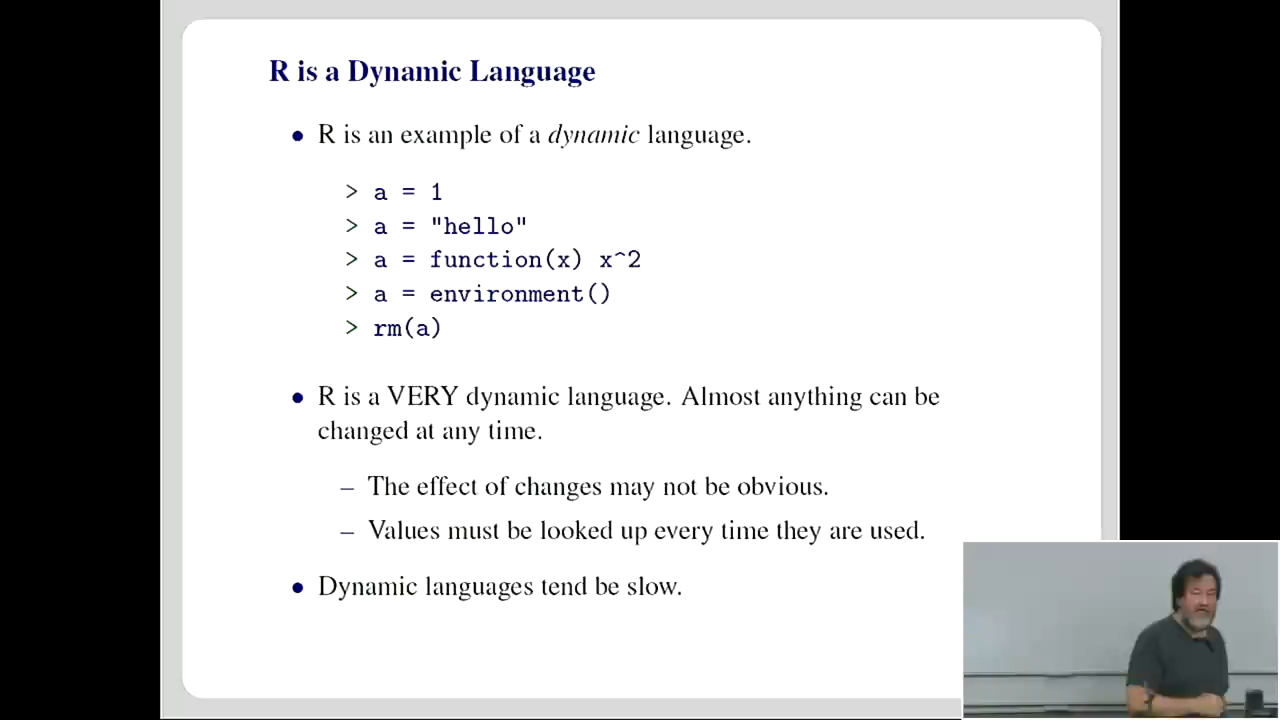 R is a Dynamic Language
• R is an example of a dynamic language.
> a = 1
> a = "hello"
> a = function(x) x^2
> a = environment()
> rm(a)
• R is a VERY dynamic language. Almost anything can be
changed at any time.
– The effect of changes may not be obvious.
– Values must be looked up every time they are used.
• Dynamic languages tend be slow.